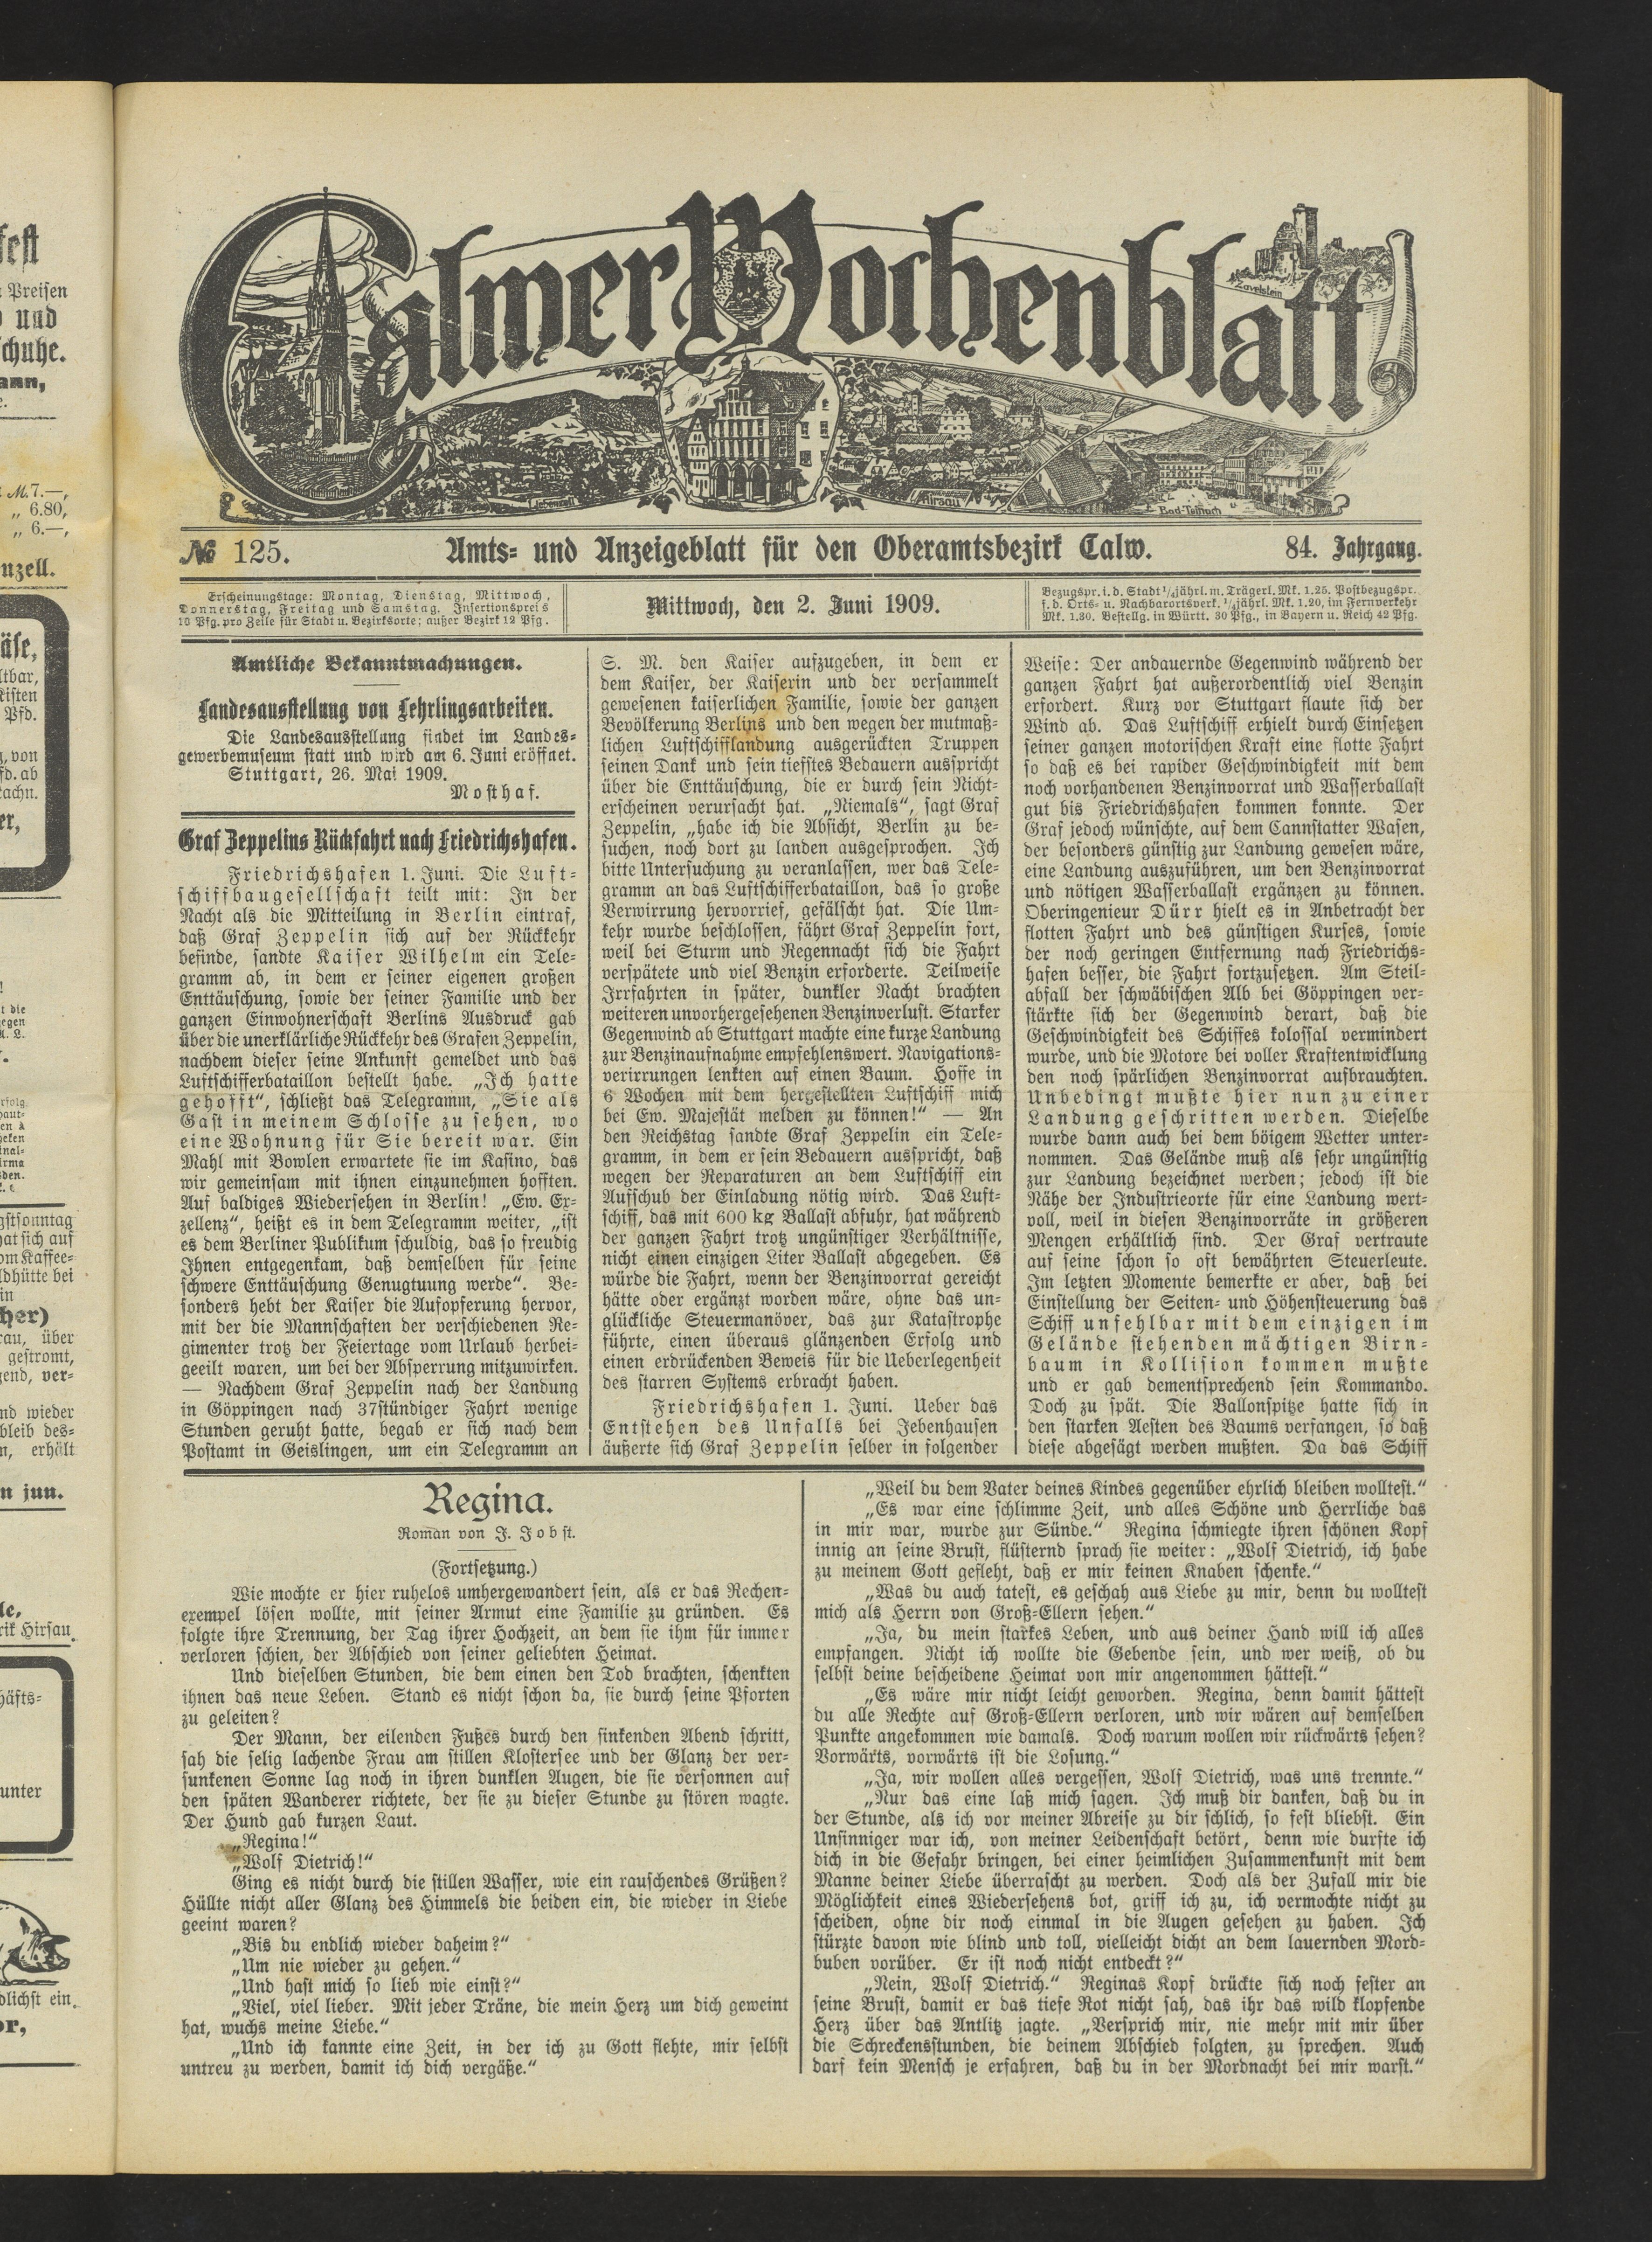 Calwer Wochenblatt
Zavelstein
Liebenzell
Hirsau
Bad-Teinach
№ 125.
Amts- und Anzeigeblatt für den Oberamtsbezirk Calw.
84. Jahrgang.
Erscheinungstage: Montag, Dienstag, Mittwoch,
Donnerstag, Freitag und Samstag. Insertionspreis
10 Pfg. pro Zeile für Stadt u. Bezirksorte; außer Bezirk 12 Pfg.
Mittwoch, den 2. Juni 1909.
Bezugspr. i. d. Stadt ¹/₄jährl. m. Trägerl. Mk. 1.25. Postbezugspr.
f. d. Orts- u. Nachbarortsverk. ¹/₄jährl. Mk. 1.20, im Fernverkehr
Mk. 1.30. Bestellg. in Württ. 30 Pfg., in Bayern u. Reich 42 Pfg.
Amtliche Bekanntmachungen.
Landesausstellung von Lehrlingsarbeiten.
Die Landesausstellung findet im Landes-
gewerbemuseum statt und wird am 6. Juni eröffnet.
Stuttgart, 26. Mai 1909.
Mosthaf.
Graf Zeppelins Rückfahrt nach Friedrichshafen.
Friedrichshafen 1. Juni. Die Luft-
schiffbaugesellschaft teilt mit: In der
Nacht als die Mitteilung in Berlin eintraf,
daß Graf Zeppelin sich auf der Rückkehr
befinde, sandte Kaiser Wilhelm ein Tele-
gramm ab, in dem er seiner eigenen großen
Enttäuschung, sowie der seiner Familie und der
ganzen Einwohnerschaft Berlins Ausdruck gab
über die unerklärliche Rückkehr des Grafen Zeppelin,
nachdem dieser seine Ankunft gemeldet und das
Luftschifferbataillon bestellt habe. „Ich hatte
gehofft“, schließt das Telegramm, „Sie als
Gast in meinem Schlosse zu sehen, wo
eine Wohnung für Sie bereit war. Ein
Mahl mit Bowlen erwartete sie im Kasino, das
wir gemeinsam mit ihnen einzunehmen hofften.
Auf baldiges Wiedersehen in Berlin! „Ew. Ex-
zellenz“, heißt es in dem Telegramm weiter, „ist
es dem Berliner Publikum schuldig, das so freudig
Ihnen entgegenkam, daß demselben für seine
schwere Enttäuschung Genugtuung werde“. Be-
sonders hebt der Kaiser die Aufopferung hervor,
mit der die Mannschaften der verschiedenen Re-
gimenter trotz der Feiertage vom Urlaub herbei-
geeilt waren, um bei der Absperrung mitzuwirken.
— Nachdem Graf Zeppelin nach der Landung
in Göppingen nach 37stündiger Fahrt wenige
Stunden geruht hatte, begab er sich nach dem
Postamt in Geislingen, um ein Telegramm an
S. M. den Kaiser aufzugeben, in dem er
dem Kaiser, der Kaiserin und der versammelt
gewesenen kaiserlichen Familie, sowie der ganzen
Bevölkerung Berlins und den wegen der mutmaß-
lichen Luftschifflandung ausgerückten Truppen
seinen Dank und sein tiefstes Bedauern ausspricht
über die Enttäuschung, die er durch sein Nicht-
erscheinen verursacht hat. „Niemals“, sagt Graf
Zeppelin, „habe ich die Absicht, Berlin zu be-
suchen, noch dort zu landen ausgesprochen. Ich
bitte Untersuchung zu veranlassen, wer das Tele-
gramm an das Luftschifferbataillon, das so große
Verwirrung hervorrief, gefälscht hat. Die Um-
kehr wurde beschlossen, fährt Graf Zeppelin fort,
weil bei Sturm und Regennacht sich die Fahrt
verspätete und viel Benzin erforderte. Teilweise
Irrfahrten in später, dunkler Nacht brachten
weiteren unvorhergesehenen Benzinverlust. Starker
Gegenwind ab Stuttgart machte eine kurze Landung
zur Benzinaufnahme empfehlenswert. Navigations-
verirrungen lenkten auf einen Baum. Hoffe in
6 Wochen mit dem hergestellten Luftschiff mich
bei Ew. Majestät melden zu können!“ — An
den Reichstag sandte Graf Zeppelin ein Tele-
gramm, in dem er sein Bedauern ausspricht, daß
wegen der Reparaturen an dem Luftschiff ein
Aufschub der Einladung nötig wird. Das Luft-
schiff, das mit 600 kg Ballast abfuhr, hat während
der ganzen Fahrt trotz ungünstiger Verhältnisse,
nicht einen einzigen Liter Ballast abgegeben. Es
würde die Fahrt, wenn der Benzinvorrat gereicht
hätte oder ergänzt worden wäre, ohne das un-
glückliche Steuermanöver, das zur Katastrophe
führte, einen überaus glänzenden Erfolg und
einen erdrückenden Beweis für die Ueberlegenheit
des starren Systems erbracht haben.
Friedrichshafen 1. Juni. Ueber das
Entstehen des Unfalls bei Jebenhausen
äußerte sich Graf Zeppelin selber in folgender
Weise: Der andauernde Gegenwind während der
ganzen Fahrt hat außerordentlich viel Benzin
erfordert. Kurz vor Stuttgart flaute sich der
Wind ab. Das Luftschiff erhielt durch Einsetzen
seiner ganzen motorischen Kraft eine flotte Fahrt
so daß es bei rapider Geschwindigkeit mit dem
noch vorhandenen Benzinvorrat und Wasserballast
gut bis Friedrichshafen kommen konnte. Der
Graf jedoch wünschte, auf dem Cannstatter Wasen,
der besonders günstig zur Landung gewesen wäre,
eine Landung auszuführen, um den Benzinvorrat
und nötigen Wasserballast ergänzen zu können.
Oberingenieur Dürr hielt es in Anbetracht der
flotten Fahrt und des günstigen Kurses, sowie
der noch geringen Entfernung nach Friedrichs-
hafen besser, die Fahrt fortzusetzen. Am Steil-
abfall der schwäbischen Alb bei Göppingen ver-
stärkte sich der Gegenwind derart, daß die
Geschwindigkeit des Schiffes kolossal vermindert
wurde, und die Motore bei voller Kraftentwicklung
den noch spärlichen Benzinvorrat aufbrauchten.
Unbedingt mußte hier nun zu einer
Landung geschritten werden. Dieselbe
wurde dann auch bei dem böigem Wetter unter-
nommen. Das Gelände muß als sehr ungünstig
zur Landung bezeichnet werden; jedoch ist die
Nähe der Industrieorte für eine Landung wert-
voll, weil in diesen Benzinvorräte in größeren
Mengen erhältlich sind. Der Graf vertraute
auf seine schon so oft bewährten Steuerleute.
Im letzten Momente bemerkte er aber, daß bei
Einstellung der Seiten- und Höhensteuerung das
Schiff unfehlbar mit dem einzigen im
Gelände stehenden mächtigen Birn-
baum in Kollision kommen mußte
und er gab dementsprechend sein Kommando.
Doch zu spät. Die Ballonspitze hatte sich in
den starken Aesten des Baums verfangen, so daß
diese abgesägt werden mußten. Da das Schiff
Regina.
Roman von J. Jobst.
(Fortsetzung.)
Wie mochte er hier ruhelos umhergewandert sein, als er das Rechen-
exempel lösen wollte, mit seiner Armut eine Familie zu gründen. Es
folgte ihre Trennung, der Tag ihrer Hochzeit, an dem sie ihm für immer
verloren schien, der Abschied von seiner geliebten Heimat.
Und dieselben Stunden, die dem einen den Tod brachten, schenkten
ihnen das neue Leben. Stand es nicht schon da, sie durch seine Pforten
zu geleiten?
Der Mann, der eilenden Fußes durch den sinkenden Abend schritt,
sah die selig lachende Frau am stillen Klostersee und der Glanz der ver-
sunkenen Sonne lag noch in ihren dunklen Augen, die sie versonnen auf
den späten Wanderer richtete, der sie zu dieser Stunde zu stören wagte.
Der Hund gab kurzen Laut.
„Regina!“
„Wolf Dietrich!“
Ging es nicht durch die stillen Wasser, wie ein rauschendes Grüßen?
Hüllte nicht aller Glanz des Himmels die beiden ein, die wieder in Liebe
geeint waren?
„Bis du endlich wieder daheim?“
„Um nie wieder zu gehen.“
„Und hast mich so lieb wie einst?“
„Viel, viel lieber. Mit jeder Träne, die mein Herz um dich geweint
hat, wuchs meine Liebe.“
„Und ich kannte eine Zeit, in der ich zu Gott flehte, mir selbst
untreu zu werden, damit ich dich vergäße.“
„Weil du dem Vater deines Kindes gegenüber ehrlich bleiben wolltest.“
„Es war eine schlimme Zeit, und alles Schöne und Herrliche das
in mir war, wurde zur Sünde.“ Regina schmiegte ihren schönen Kopf
innig an seine Brust, flüsternd sprach sie weiter: „Wolf Dietrich, ich habe
zu meinem Gott gefleht, daß er mir keinen Knaben schenke.“
„Was du auch tatest, es geschah aus Liebe zu mir, denn du wolltest
mich als Herrn von Groß-Ellern sehen.“
„Ja, du mein starkes Leben, und aus deiner Hand will ich alles
empfangen. Nicht ich wollte die Gebende sein, und wer weiß, ob du
selbst deine bescheidene Heimat von mir angenommen hättest.“
„Es wäre mir nicht leicht geworden. Regina, denn damit hättest
du alle Rechte auf Groß-Ellern verloren, und wir wären auf demselben
Punkte angekommen wie damals. Doch warum wollen wir rückwärts sehen?
Vorwärts, vorwärts ist die Losung.“
„Ja, wir wollen alles vergessen, Wolf Dietrich, was uns trennte.“
„Nur das eine laß mich sagen. Ich muß dir danken, daß du in
der Stunde, als ich vor meiner Abreise zu dir schlich, so fest bliebst. Ein
Unsinniger war ich, von meiner Leidenschaft betört, denn wie durfte ich
dich in die Gefahr bringen, bei einer heimlichen Zusammenkunft mit dem
Manne deiner Liebe überrascht zu werden. Doch als der Zufall mir die
Möglichkeit eines Wiedersehens bot, griff ich zu, ich vermochte nicht zu
scheiden, ohne dir noch einmal in die Augen gesehen zu haben. Ich
stürzte davon wie blind und toll, vielleicht dicht an dem lauernden Mord-
buben vorüber. Er ist noch nicht entdeckt?“
„Nein, Wolf Dietrich.“ Reginas Kopf drückte sich noch fester an
seine Brust, damit er das tiefe Rot nicht sah, das ihr das wild klopfende
Herz über das Antlitz jagte. „Versprich mir, nie mehr mit mir über
die Schreckensstunden, die deinem Abschied folgten, zu sprechen. Auch
darf kein Mensch je erfahren, daß du in der Mordnacht bei mir warst.“